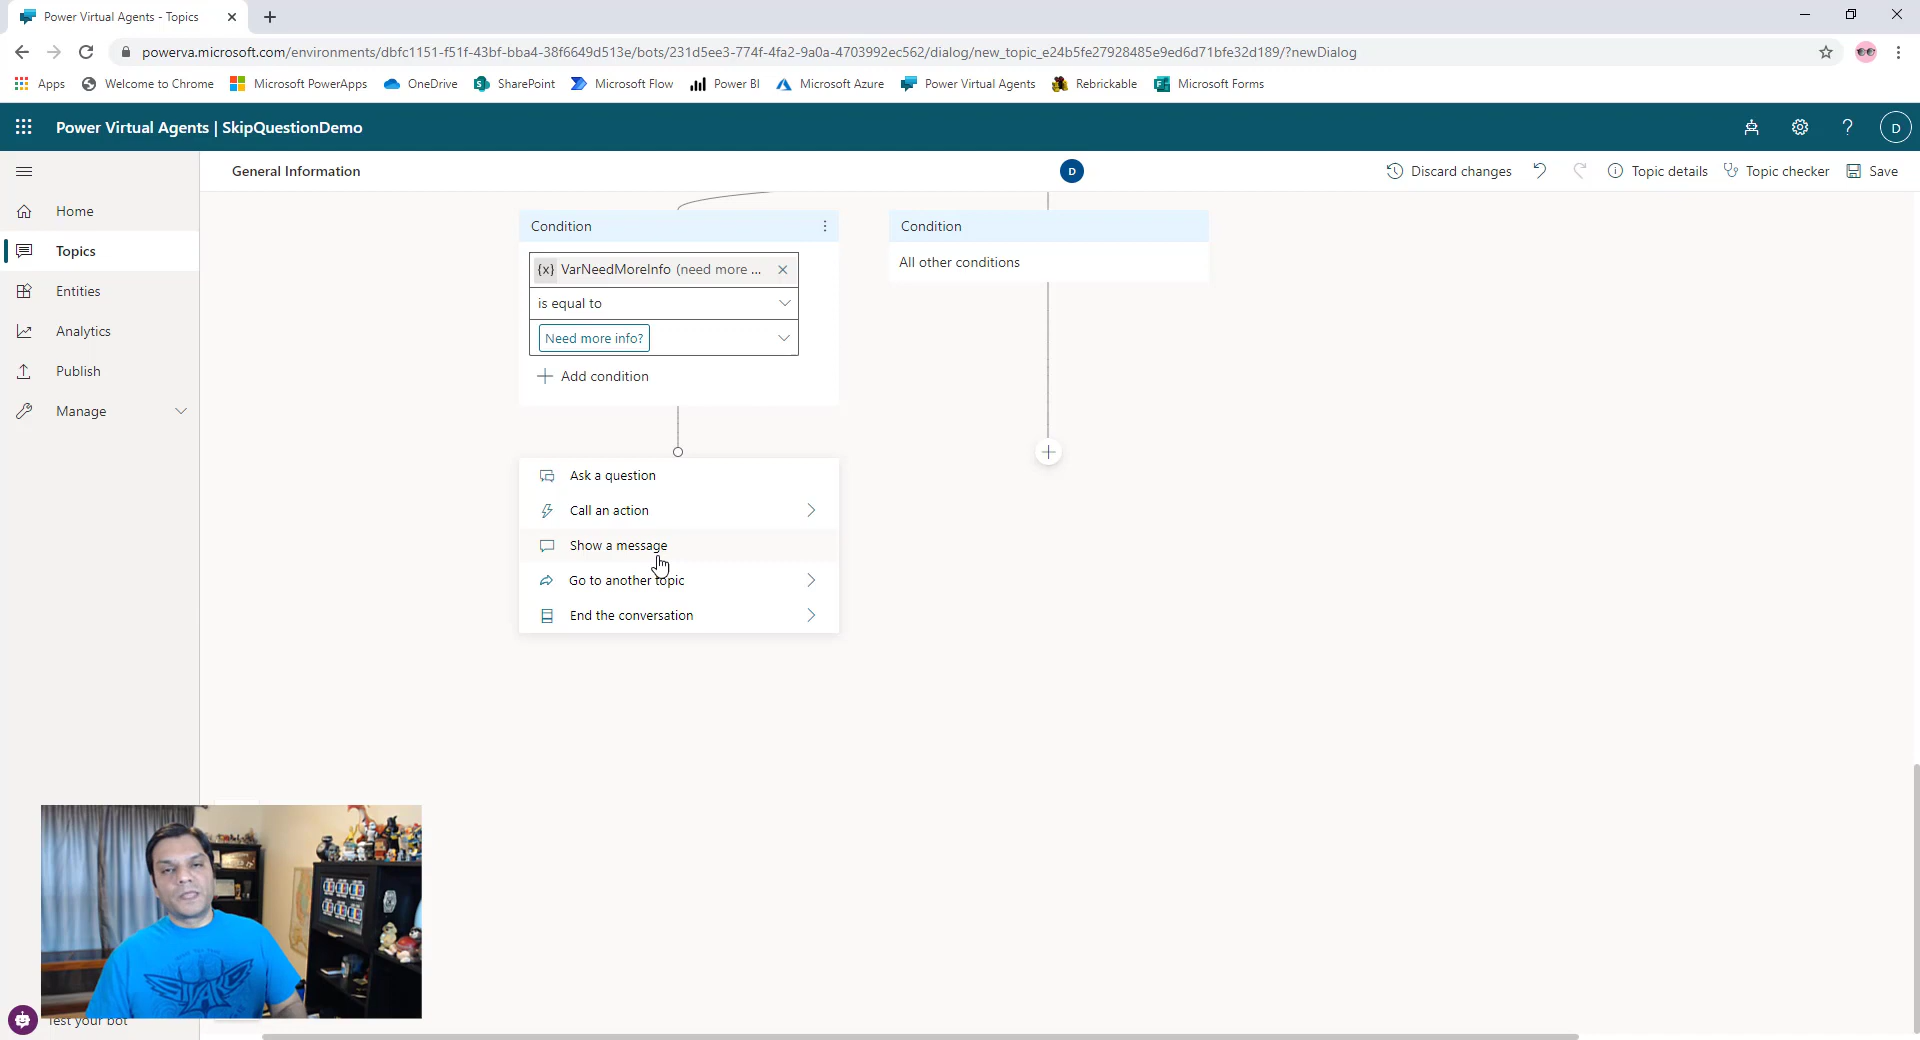 Power Virtual Agents - Topics
powerva.microsoft.com/environments/dbfc1151-f51f-43bf-bba4-38f6649d513e/bots/231d5ee3-774f-4fa2-9a0a-4703992ec562/dialog/new_topic_e24b5fe27928485e9ed6d71bfe32d189/?newDialog
Apps Welcome to Chrome Microsoft PowerApps OneDrive SharePoint Microsoft Flow Power BI Microsoft Azure Power Virtual Agents Rebrickable Microsoft Forms
Power Virtual Agents | SkipQuestionDemo
D
General Information
D
Discard changes
Topic details
Topic checker
Save
Home
Topics
Entities
Analytics
Publish
Manage
Condition
{x} VarNeedMoreInfo (need more ...
is equal to
Need more info?
Add condition
Condition
All other conditions
Ask a question
Call an action
Show a message
Go to another topic
End the conversation
Test your bot